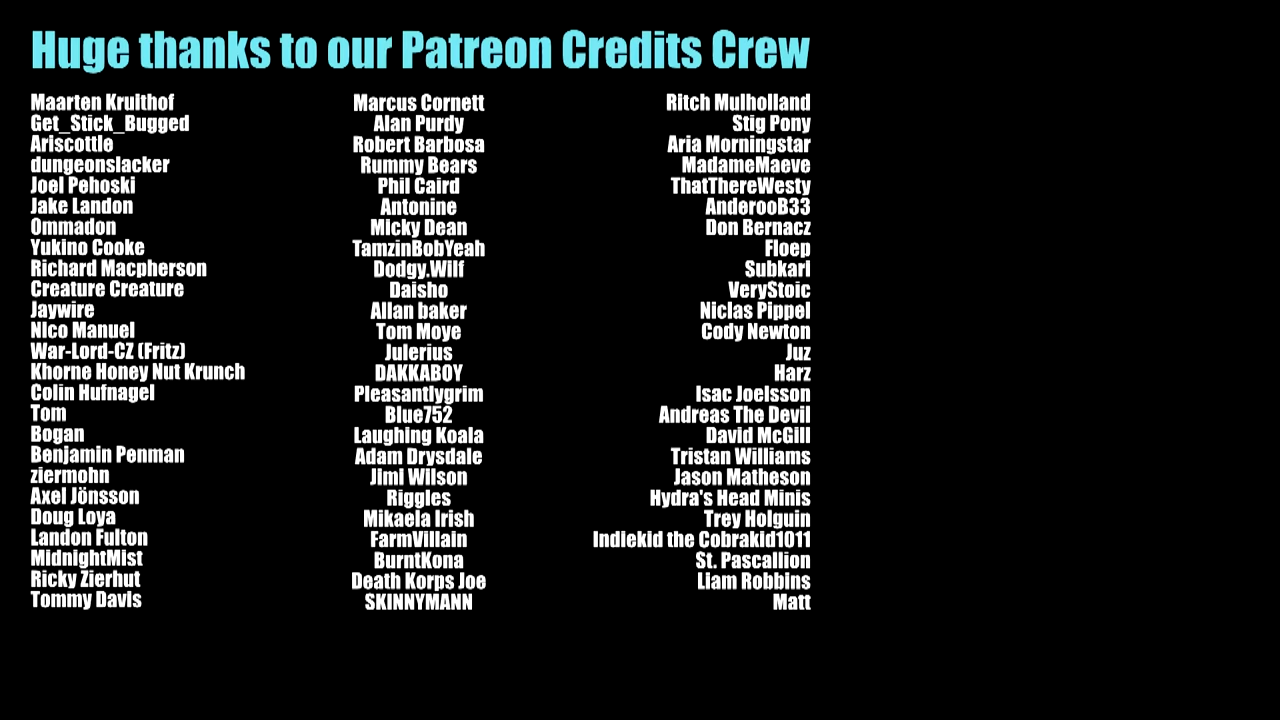 Huge thanks to our Patreon Credits Crew
Maarten Kruithof
Get_Stick_Bugged
Ariscottle
dungeonslacker
Joel Pehoski
Jake Landon
Ommadon
Yukino Cooke
Richard Macpherson
Creature Creature
Jaywire
Nico Manuel
War-Lord-CZ (Fritz)
Khorne Honey Nut Krunch
Colin Hufnagel
Tom
Bogan
Benjamin Penman
ziermohn
Axel Jönsson
Doug Loya
Landon Fulton
MidnightMist
Ricky Zierhut
Tommy Davis
Marcus Cornett
Alan Purdy
Robert Barbosa
Rummy Bears
Phil Caird
Antonine
Micky Dean
TamzinBobYeah
Dodgy.Wilf
Daisho
Allan baker
Tom Moye
Julerius
DAKKABOY
Pleasantlygrim
Blue752
Laughing Koala
Adam Drysdale
Jimi Wilson
Riggles
Mikaela Irish
FarmVillain
BurntKona
Death Korps Joe
SKINNYMANN
Ritch Mulholland
Stig Pony
Aria Morningstar
MadameMaeve
ThatThereWesty
AnderooB33
Don Bernacz
Floep
Subkarl
VeryStoic
Niclas Pippel
Cody Newton
Juz
Harz
Isac Joelsson
Andreas The Devil
David McGill
Tristan Williams
Jason Matheson
Hydra's Head Minis
Trey Holguin
Indiekid the Cobrakid1011
St. Pascallion
Liam Robbins
Matt